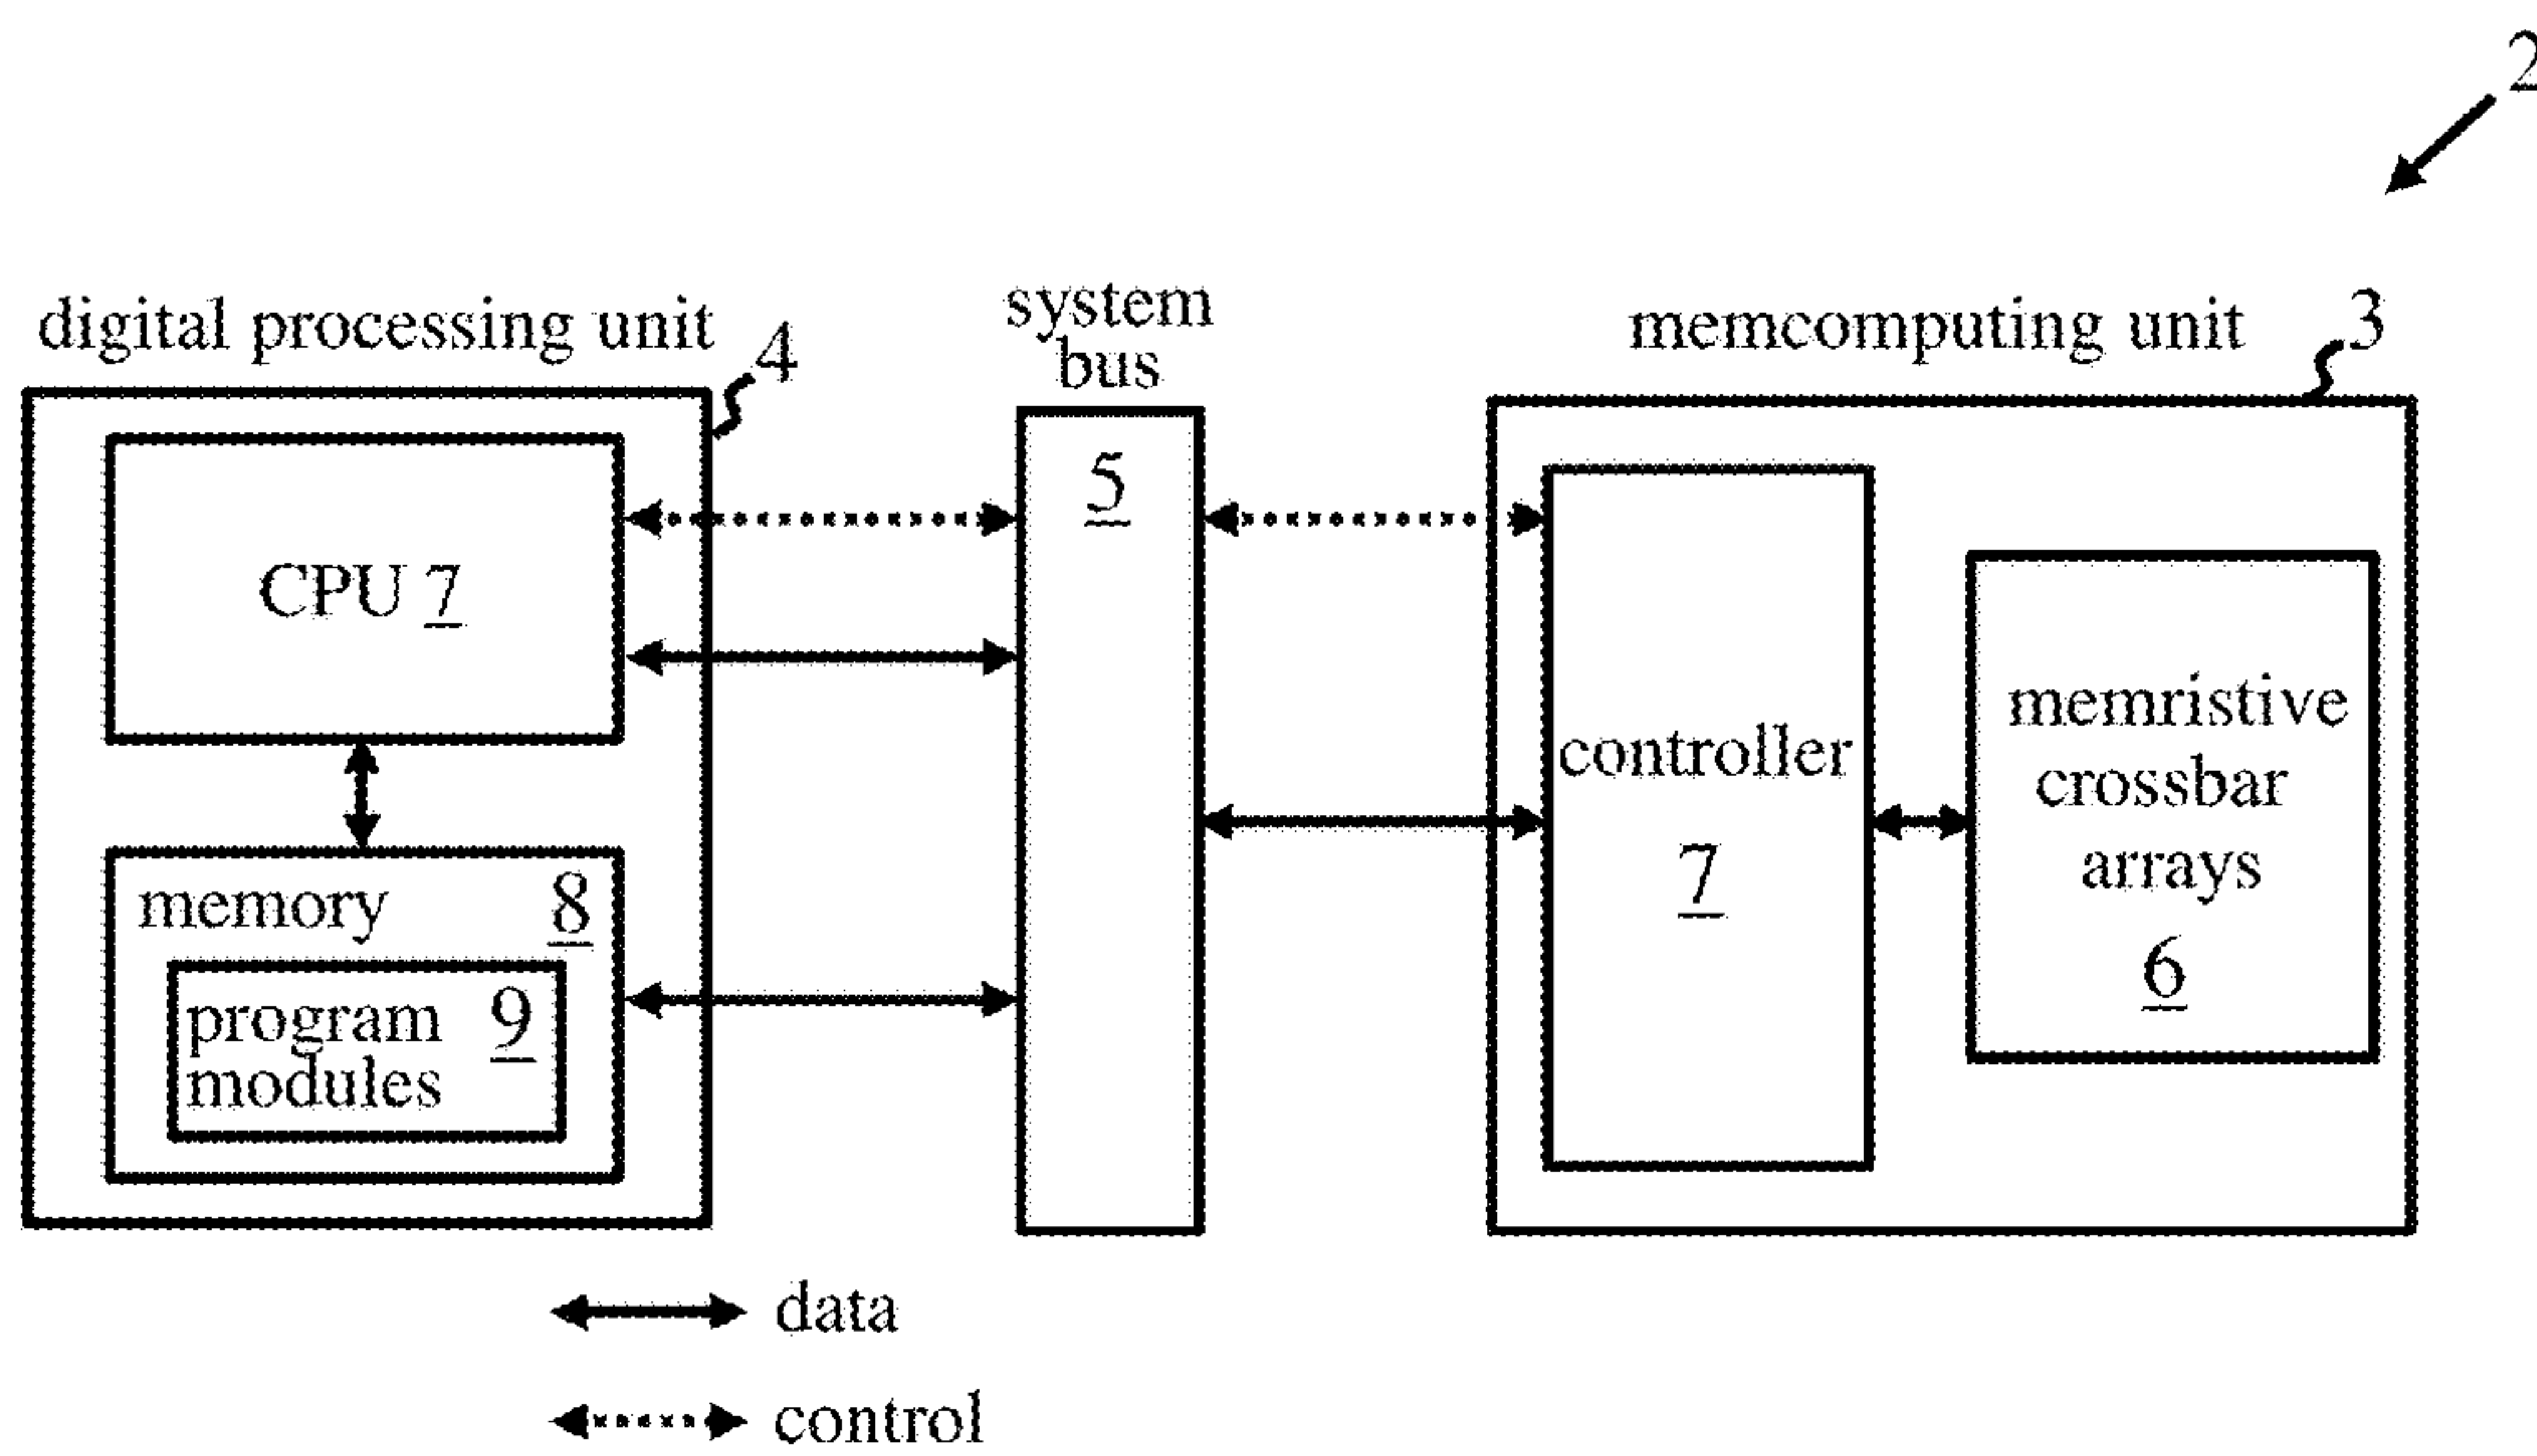 2
digital processing unit
4
system
bus
memcomputing unit
3
5
CPU 7
memory 8
program 9
modules
controller
7
memristive
crossbar
arrays
6
data
control